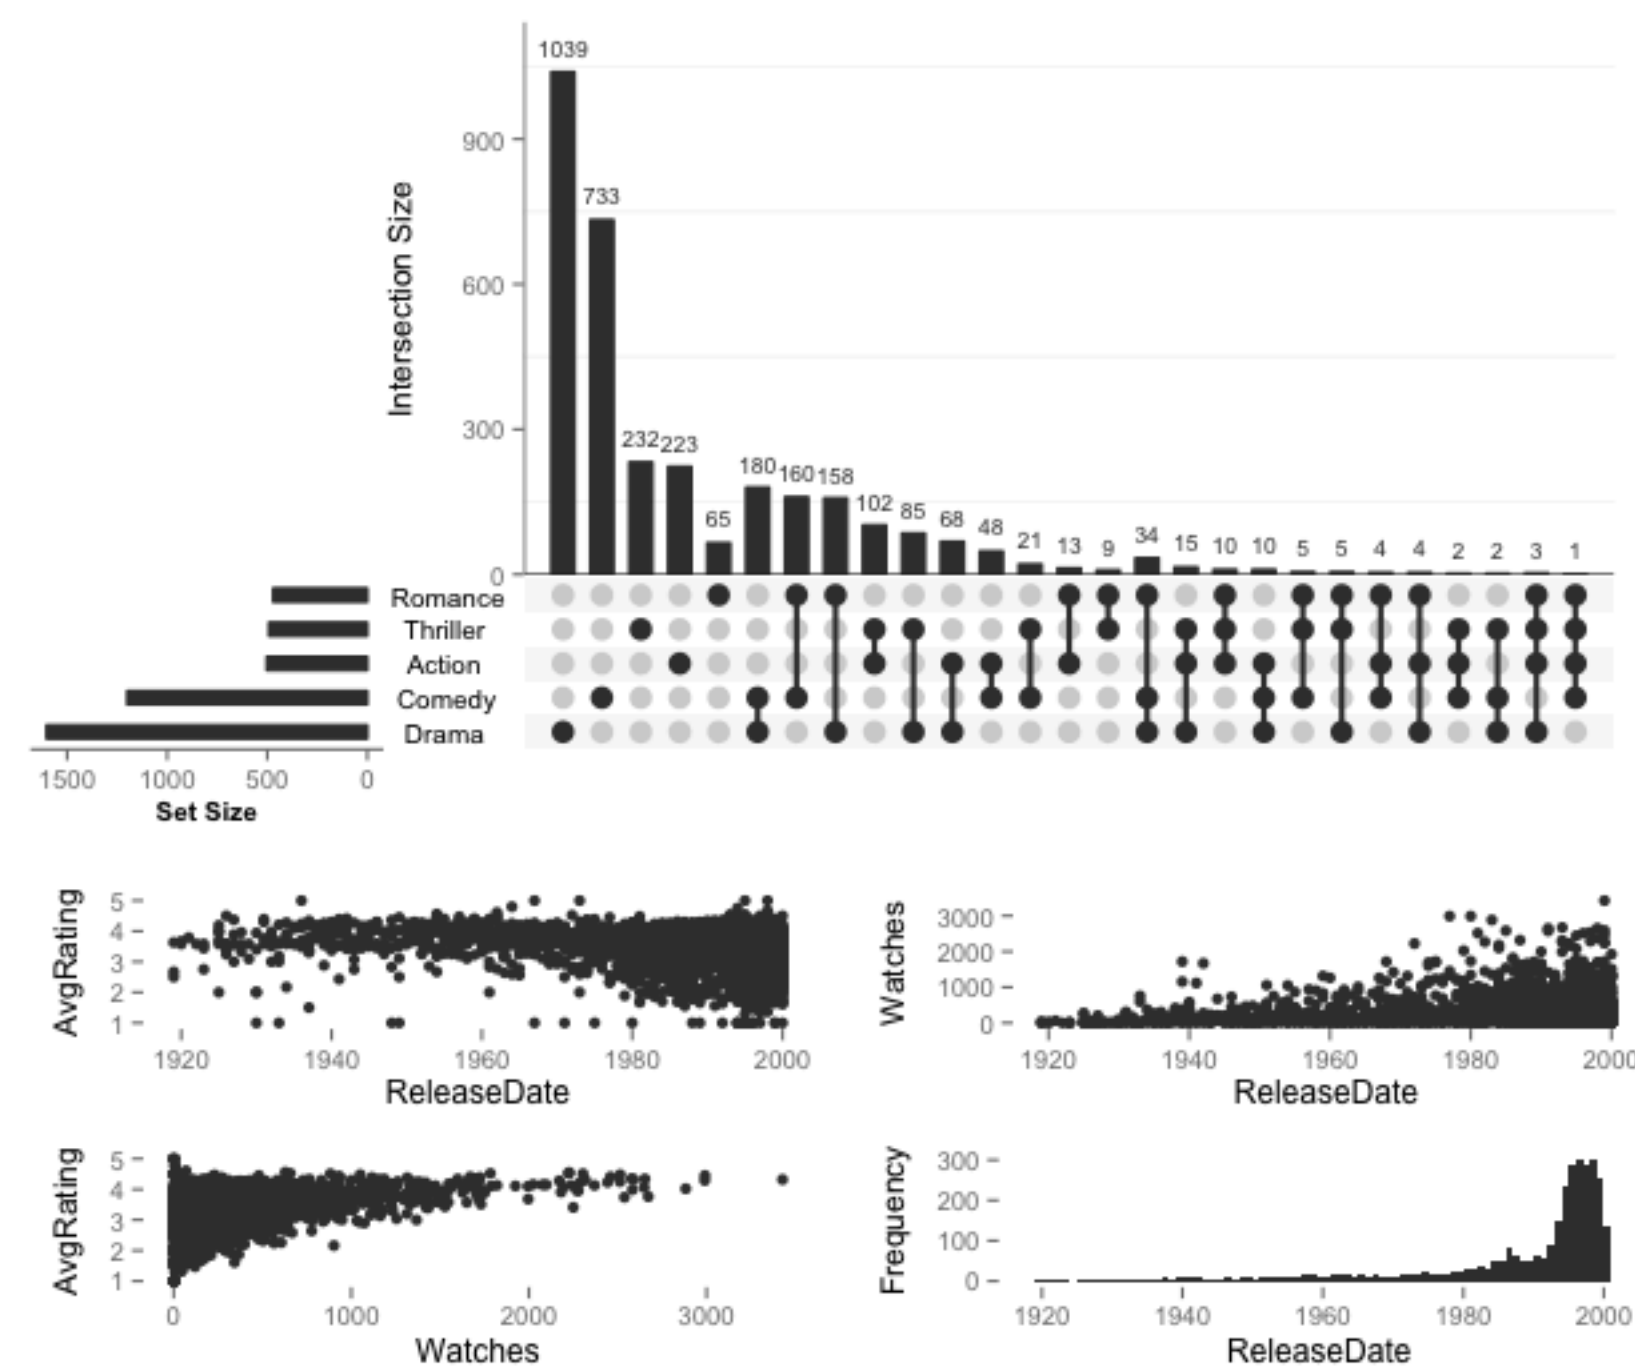 1039
733
232 223
65
180 160 158
102 85 68 48 21 13 9 34 15 10 10 5 5 4 4 2 2 3 1
Intersection Size
900
600
300
0
Romance
Thriller
Action
Comedy
Drama
1500 1000 500 0
Set Size
AvgRating
5
4
3
2
1
1920 1940 1960 1980 2000
ReleaseDate
Watches
3000
2000
1000
0
1920 1940 1960 1980 2000
ReleaseDate
AvgRating
5
4
3
2
1
0 1000 2000 3000
Watches
Frequency
300
200
100
0
1920 1940 1960 1980 2000
ReleaseDate